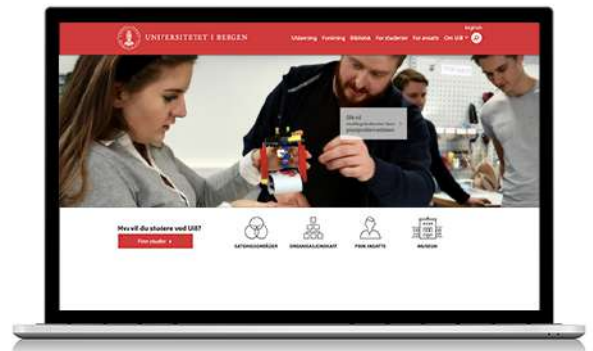 English
UNIVERSITETET I BERGEN
Utdanning Forskning Bibliotek For studenter For ansatte Om UiB
Hva vil du studere ved UiB?
Finn studier
SATSINGSOMRÅDER
ORGANISASJONSKART
FINN ANSATTE
MUSEUM